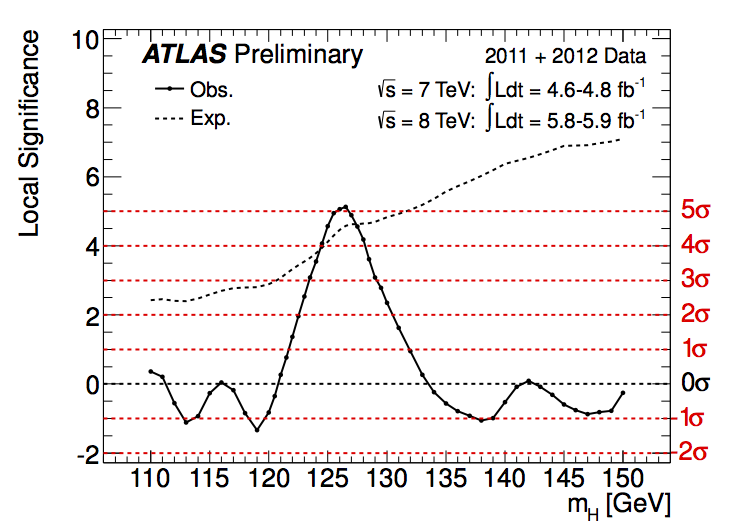 ATLAS Preliminary
2011 + 2012 Data
Obs.
√s = 7 TeV: ∫Ldt = 4.6-4.8 fb⁻¹
Exp.
√s = 8 TeV: ∫Ldt = 5.8-5.9 fb⁻¹
Local Significance
10
8
6
4
2
0
-2
5σ
4σ
3σ
2σ
1σ
0σ
1σ
-2σ
110 115 120 125 130 135 140 145 150
m_H [GeV]